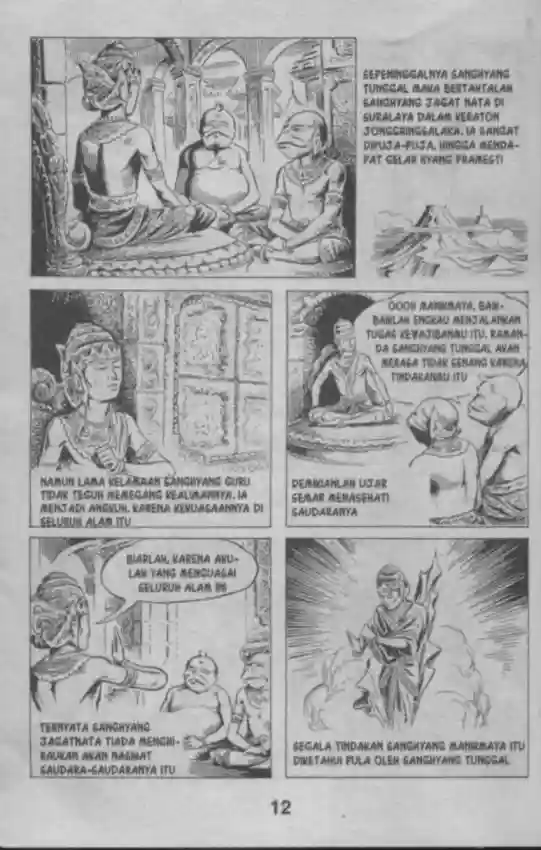 SEPENINGGALNYA SANGHYANG
TUNGGAL MAKA BERTAHTALAH
SANGHYANG JAGAT NATA DI
SURALAYA DALAM KERATON
JONGGRINGSALAKA. IA SANGAT
DIPUJA-PUJA, HINGGA MENDA-
PAT GELAR HYANG PRAMESTI
NAMUN LAMA KELAMAAN SANGHYANG GURU
TIDAK TEGUH MEMEGANG KEALIMANNYA. IA
MENJADI ANGKUH. KARENA KEKUASAANNYA DI
SELURUH ALAM ITU
OOOH MANIKMAYA, BAIK-
BAIKLAH ENGKAU MENJALANKAN
TUGAS KEWAJIBANMU ITU. RAMAN-
DA SANGHYANG TUNGGAL AKAN
MERASA TIDAK SENANG KARENA
TINDAKANMU ITU
DEMIKIANLAH UJAR
SEMAR MENASEHATI
SAUDARANYA
BIARLAH, KARENA AKU-
LAH YANG MENGUASAI
SELURUH ALAM INI
TERNYATA SANGHYANG
JAGATNATA TIADA MENGHI-
RAUKAN AKAN NASEHAT
SAUDARA-SAUDARANYA ITU
SEGALA TINDAKAN SANGHYANG MANIKMAYA ITU
DIKETAHUI PULA OLEH SANGHYANG TUNGGAL
12